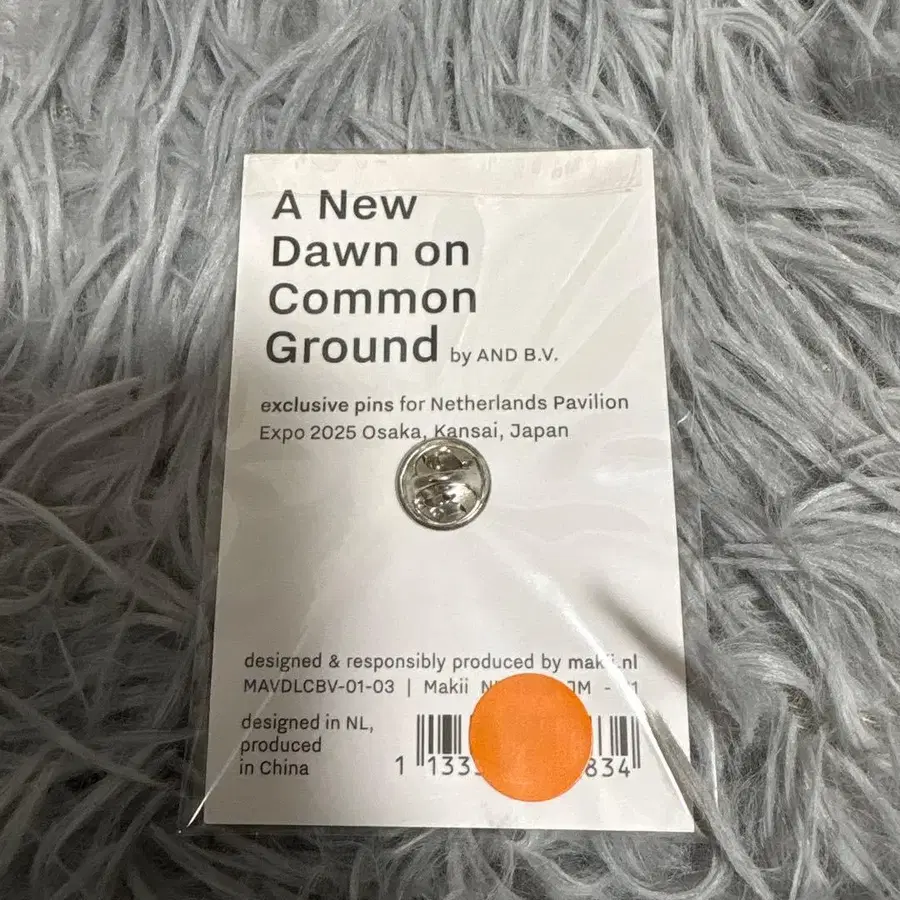 A New
Dawn on
Common
Ground by AND B.V.
exclusive pins for Netherlands Pavilion
Expo 2025 Osaka, Kansai, Japan
designed & responsibly produced by makii.nl
MAVDLCBV-01-03 | Makii
designed in NL,
produced
in China